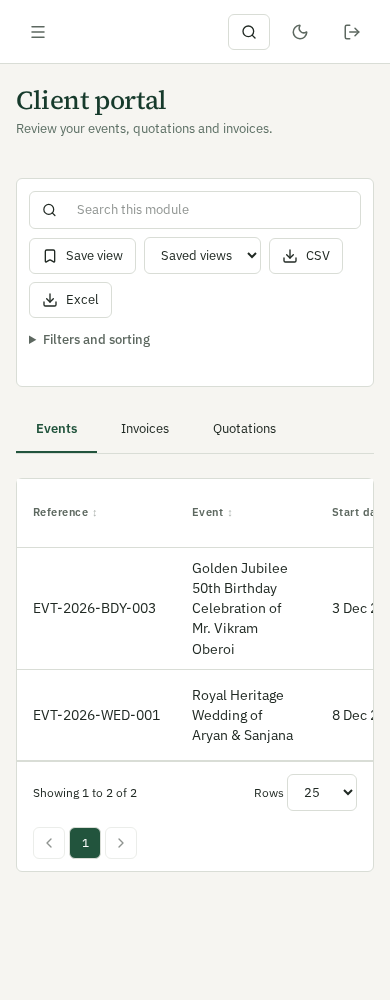 Client portal
Review your events, quotations and invoices.
Search this module
Save view
Saved views
CSV
Excel
Filters and sorting
Events
Invoices
Quotations
Reference ↕
Event ↕
Start da
Golden Jubilee
50th Birthday
EVT-2026-BDY-003
Celebration of
3 Dec 2
Mr. Vikram
Oberoi
Royal Heritage
EVT-2026-WED-001
Wedding of
8 Dec 2
Aryan & Sanjana
Showing 1 to 2 of 2
Rows
25
1